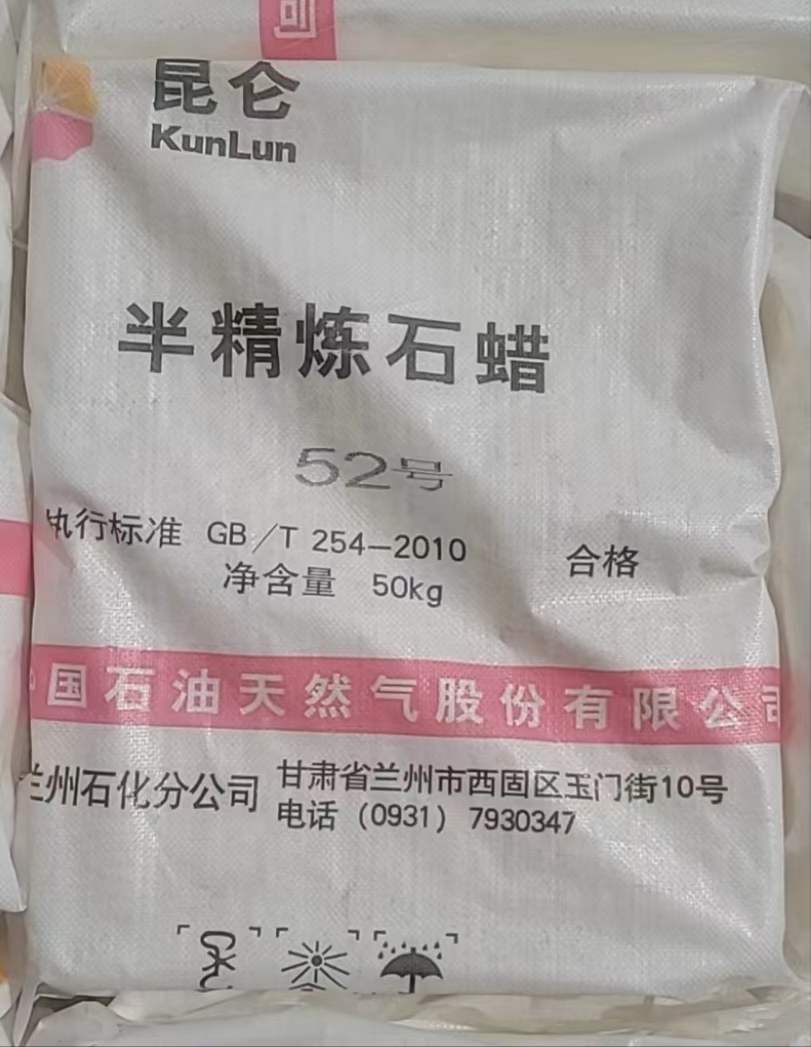 司
昆仑
KunLun
半精炼石蜡
52号
执行标准 GB/T 254—2010 合格
净含量 50kg
国石油天然气股份有限公司
兰州石化分公司 甘肃省兰州市西固区玉门街10号
电话（0931）7930347